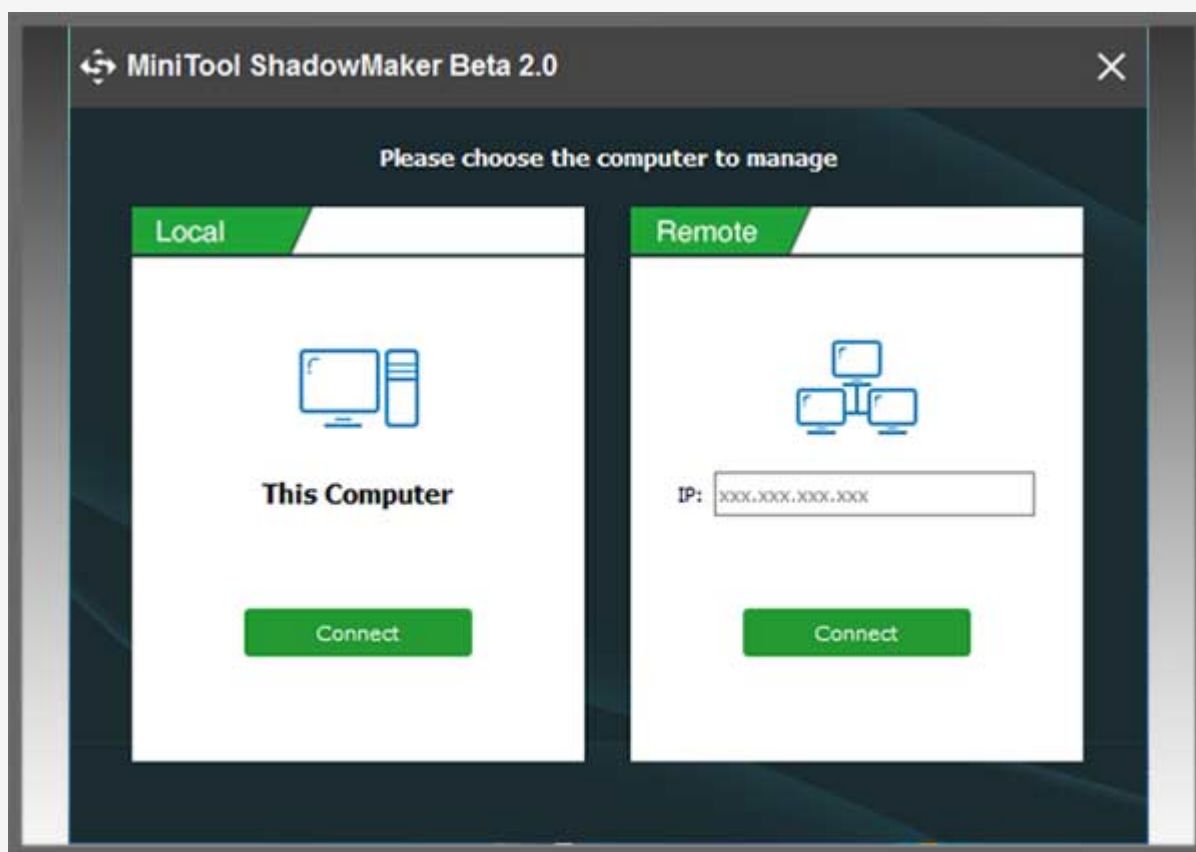 MiniTool ShadowMaker Beta 2.0
Please choose the computer to manage
Local
This Computer
Connect
Remote
IP: xxx.xxx.xxx.xxx
Connect